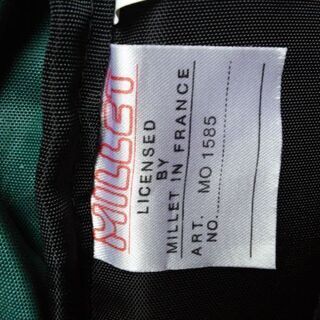 MILLET
LICENSED
BY
MILLET IN FRANCE
ART. MO 1585
NO.